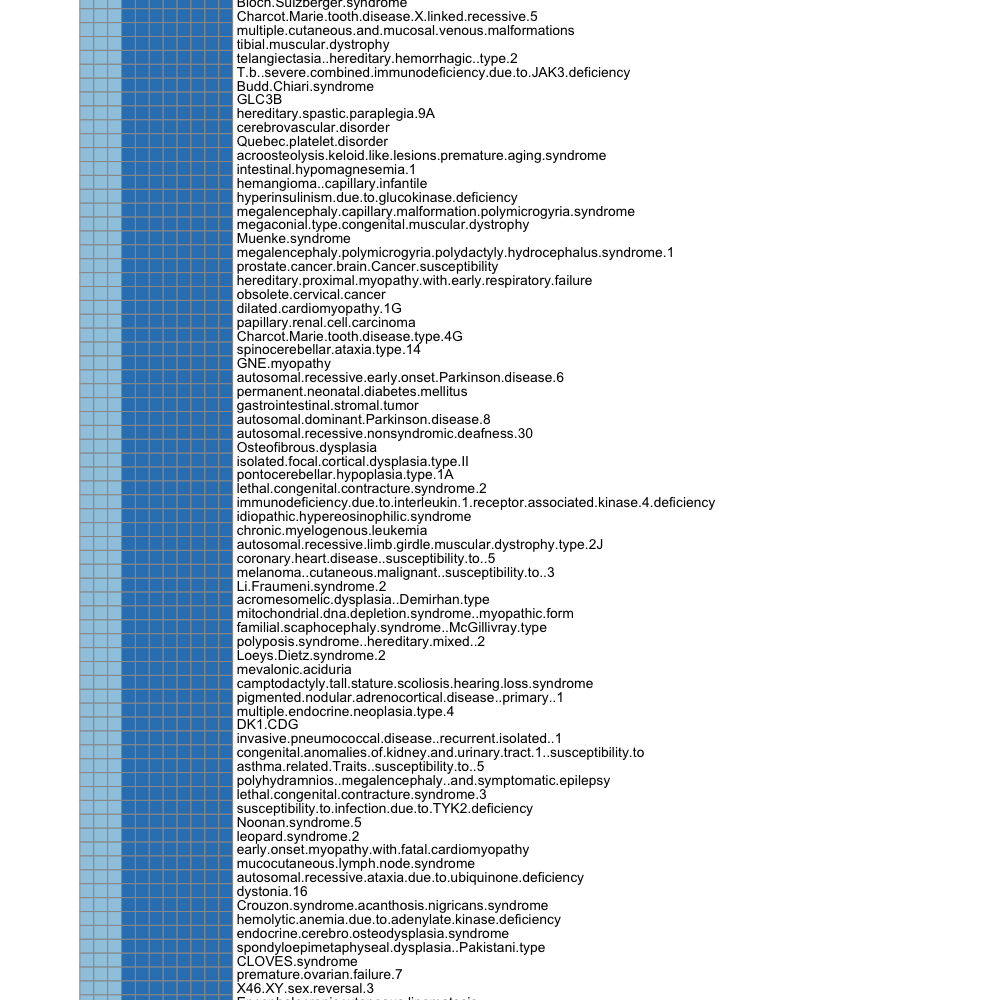 Bloch.Sulzberger.syndrome
Charcot.Marie.tooth.disease.X.linked.recessive.5
multiple.cutaneous.and.mucosal.venous.malformations
tibial.muscular.dystrophy
telangiectasia..hereditary.hemorrhagic..type.2
T.b..severe.combined.immunodeficiency.due.to.JAK3.deficiency
Budd.Chiari.syndrome
GLC3B
hereditary.spastic.paraplegia.9A
cerebrovascular.disorder
Quebec.platelet.disorder
acroosteolysis.keloid.like.lesions.premature.aging.syndrome
intestinal.hypomagnesemia.1
hemangioma..capillary.infantile
hyperinsulinism.due.to.glucokinase.deficiency
megalencephaly.capillary.malformation.polymicrogyria.syndrome
megaconial.type.congenital.muscular.dystrophy
Muenke.syndrome
megalencephaly.polymicrogyria.polydactyly.hydrocephalus.syndrome.1
prostate.cancer.brain.Cancer.susceptibility
hereditary.proximal.myopathy.with.early.respiratory.failure
obsolete.cervical.cancer
dilated.cardiomyopathy.1G
papillary.renal.cell.carcinoma
Charcot.Marie.tooth.disease.type.4G
spinocerebellar.ataxia.type.14
GNE.myopathy
autosomal.recessive.early.onset.Parkinson.disease.6
permanent.neonatal.diabetes.mellitus
gastrointestinal.stromal.tumor
autosomal.dominant.Parkinson.disease.8
autosomal.recessive.nonsyndromic.deafness.30
Osteofibrous.dysplasia
isolated.focal.cortical.dysplasia.type.II
pontocerebellar.hypoplasia.type.1A
lethal.congenital.contracture.syndrome.2
immunodeficiency.due.to.interleukin.1.receptor.associated.kinase.4.deficiency
idiopathic.hypereosinophilic.syndrome
chronic.myelogenous.leukemia
autosomal.recessive.limb.girdle.muscular.dystrophy.type.2J
coronary.heart.disease..susceptibility.to..5
melanoma..cutaneous.malignant..susceptibility.to..3
Li.Fraumeni.syndrome.2
acromesomelic.dysplasia..Demirhan.type
mitochondrial.dna.depletion.syndrome..myopathic.form
familial.scaphocephaly.syndrome..McGillivray.type
polyposis.syndrome..hereditary.mixed..2
Loeys.Dietz.syndrome.2
mevalonic.aciduria
camptodactyly.tall.stature.scoliosis.hearing.loss.syndrome
pigmented.nodular.adrenocortical.disease..primary..1
multiple.endocrine.neoplasia.type.4
DK1.CDG
invasive.pneumococcal.disease..recurrent.isolated..1
congenital.anomalies.of.kidney.and.urinary.tract.1..susceptibility.to
asthma.related.Traits..susceptibility.to..5
polyhydramnios..megalencephaly..and.symptomatic.epilepsy
lethal.congenital.contracture.syndrome.3
susceptibility.to.infection.due.to.TYK2.deficiency
Noonan.syndrome.5
leopard.syndrome.2
early.onset.myopathy.with.fatal.cardiomyopathy
mucocutaneous.lymph.node.syndrome
autosomal.recessive.ataxia.due.to.ubiquinone.deficiency
dystonia.16
Crouzon.syndrome.acanthosis.nigricans.syndrome
hemolytic.anemia.due.to.adenylate.kinase.deficiency
endocrine.cerebro.osteodysplasia.syndrome
spondyloepimetaphyseal.dysplasia..Pakistani.type
CLOVES.syndrome
premature.ovarian.failure.7
X46.XY.sex.reversal.3